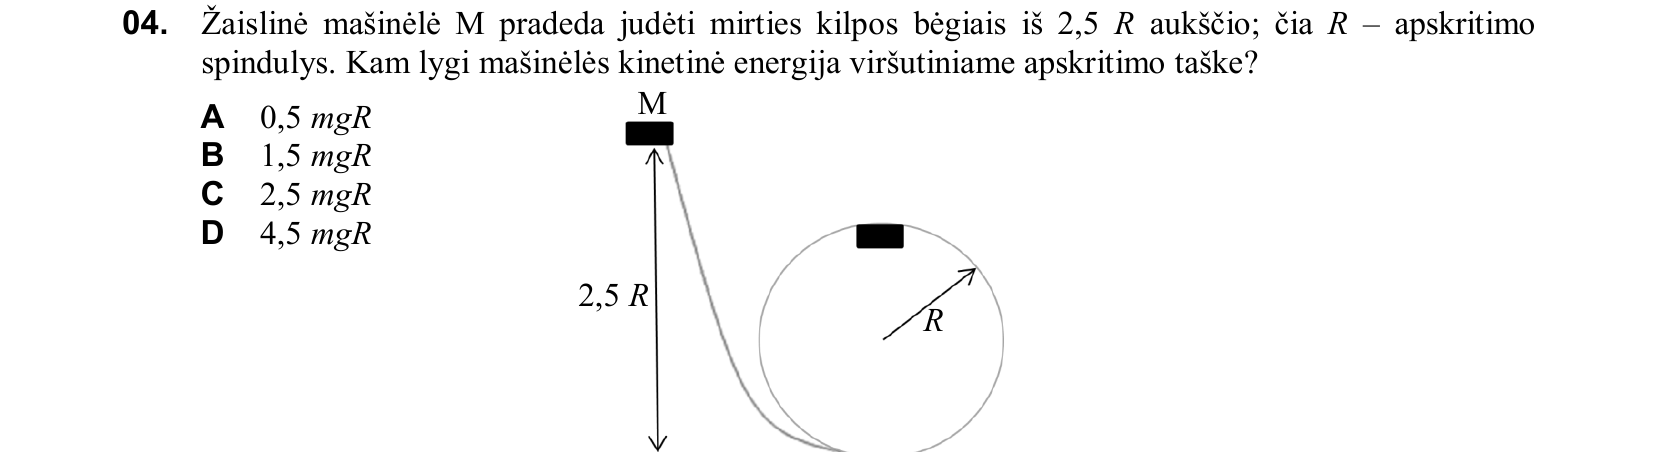 04. Žaislinė mašinėlė M pradeda judėti mirties kilpos bėgiais iš 2,5 R aukščio; čia R – apskritimo
spindulys. Kam lygi mašinėlės kinetinė energija viršutiniame apskritimo taške?
M
A 0,5 mgR
B 1,5 mgR
C 2,5 mgR
D 4,5 mgR
2,5 R
R